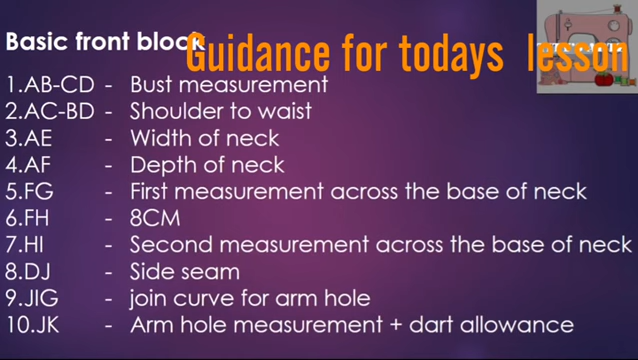 Guidance for todays lesson
Basic front block
1.AB-CD - Bust measurement
2.AC-BD - Shoulder to waist
3.AE - Width of neck
4.AF - Depth of neck
5.FG - First measurement across the base of neck
6.FH - 8CM
7.HI - Second measurement across the base of neck
8.DJ - Side seam
9.JIG - join curve for arm hole
10.JK - Arm hole measurement + dart allowance